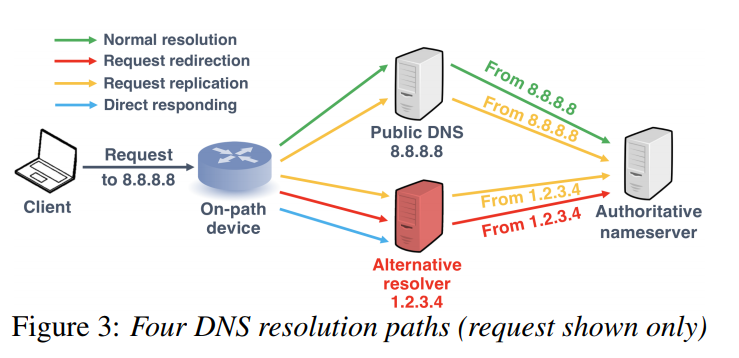 Normal resolution
Request redirection
Request replication
Direct responding
Request
to 8.8.8.8
Client
On-path
device
Public DNS
8.8.8.8
From 8.8.8.8
From 8.8.8.8
From 1.2.3.4
From 1.2.3.4
Authoritative
nameserver
Alternative
resolver
1.2.3.4
Figure 3: Four DNS resolution paths (request shown only)